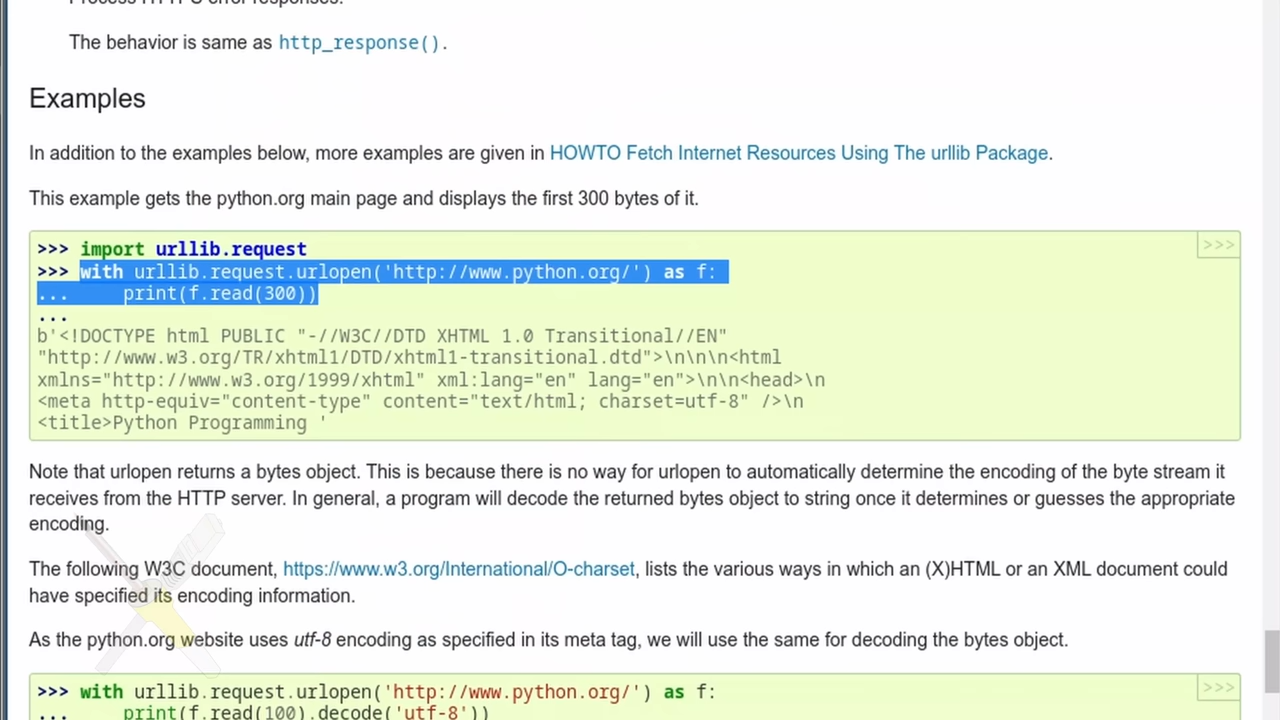 Process HTTPS error responses.
The behavior is same as http_response().
Examples
In addition to the examples below, more examples are given in HOWTO Fetch Internet Resources Using The urllib Package.
This example gets the python.org main page and displays the first 300 bytes of it.
>>>
>>> import urllib.request
>>> with urllib.request.urlopen('http://www.python.org/') as f:
...     print(f.read(300))
...
b'<!DOCTYPE html PUBLIC "-//W3C//DTD XHTML 1.0 Transitional//EN"
"http://www.w3.org/TR/xhtml1/DTD/xhtml1-transitional.dtd">\n\n\n<html
xmlns="http://www.w3.org/1999/xhtml" xml:lang="en" lang="en">\n\n<head>\n
<meta http-equiv="content-type" content="text/html; charset=utf-8" />\n
<title>Python Programming '
Note that urlopen returns a bytes object. This is because there is no way for urlopen to automatically determine the encoding of the byte stream it
receives from the HTTP server. In general, a program will decode the returned bytes object to string once it determines or guesses the appropriate
encoding.
The following W3C document, https://www.w3.org/International/O-charset, lists the various ways in which an (X)HTML or an XML document could
have specified its encoding information.
As the python.org website uses utf-8 encoding as specified in its meta tag, we will use the same for decoding the bytes object.
>>>
>>> with urllib.request.urlopen('http://www.python.org/') as f:
...     print(f.read(100).decode('utf-8'))